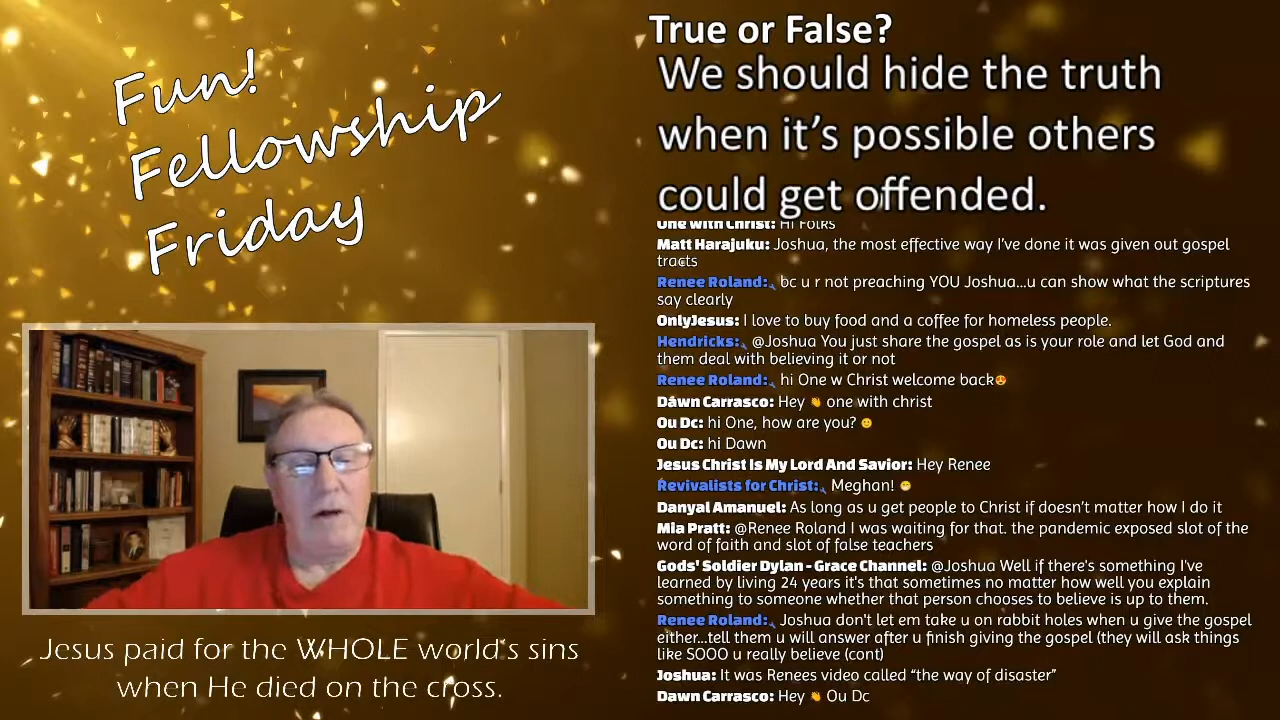 Fun!
Fellowship
Friday
Jesus paid for the WHOLE world's sins
when He died on the cross.
True or False?
We should hide the truth
when it's possible others
could get offended.
One With Christ: Hi Folks
Matt Harajuku: Joshua, the most effective way I've done it was given out gospel
tracts
Renee Roland: bc u r not preaching YOU Joshua...u can show what the scriptures
say clearly
OnlyJesus: I love to buy food and a coffee for homeless people.
Hendricks: @Joshua You just share the gospel as is your role and let God and
them deal with believing it or not
Renee Roland: hi One w Christ welcome back😍
Dawn Carrasco: Hey 👋 one with christ
Ou Dc: hi One, how are you? 🙂
Ou Dc: hi Dawn
Jesus Christ Is My Lord And Savior: Hey Renee
Revivalists for Christ: Meghan! 😁
Danyal Amanuel: As long as u get people to Christ if doesn't matter how I do it
Mia Pratt: @Renee Roland I was waiting for that. the pandemic exposed slot of the
word of faith and slot of false teachers
Gods' Soldier Dylan - Grace Channel: @Joshua Well if there's something I've
learned by living 24 years it's that sometimes no matter how well you explain
something to someone whether that person chooses to believe is up to them.
Renee Roland: Joshua don't let em take u on rabbit holes when u give the gospel
either...tell them u will answer after u finish giving the gospel (they will ask things
like SOOO u really believe (cont)
Joshua: It was Renees video called "the way of disaster"
Dawn Carrasco: Hey 👋 Ou Dc